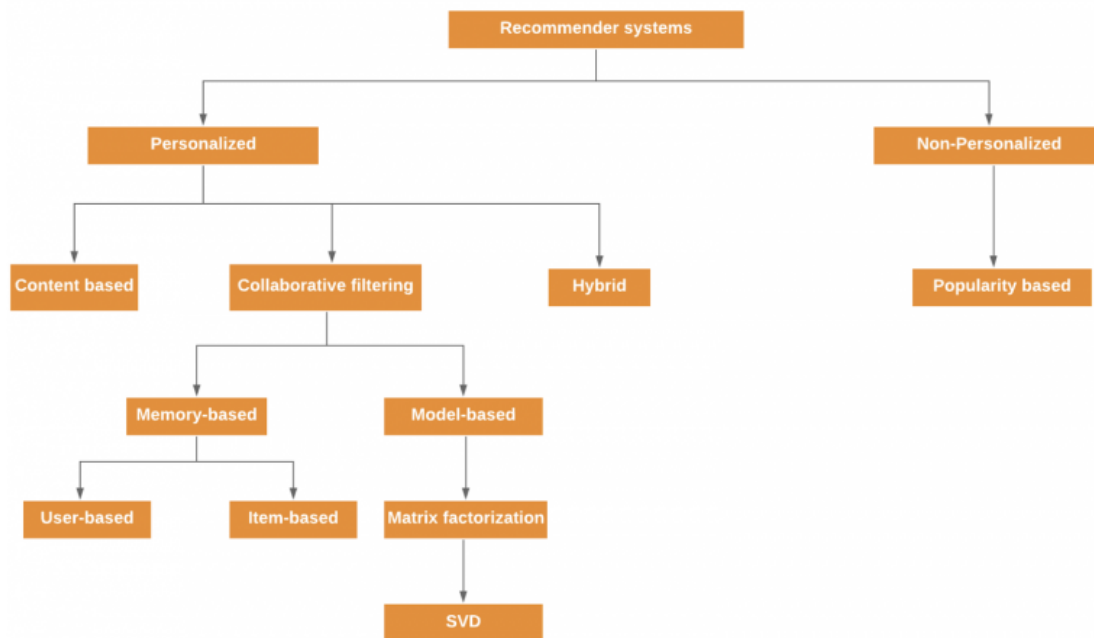 Recommender systems
Personalized
Non-Personalized
Content based
Collaborative filtering
Hybrid
Popularity based
Memory-based
Model-based
User-based
Item-based
Matrix factorization
SVD